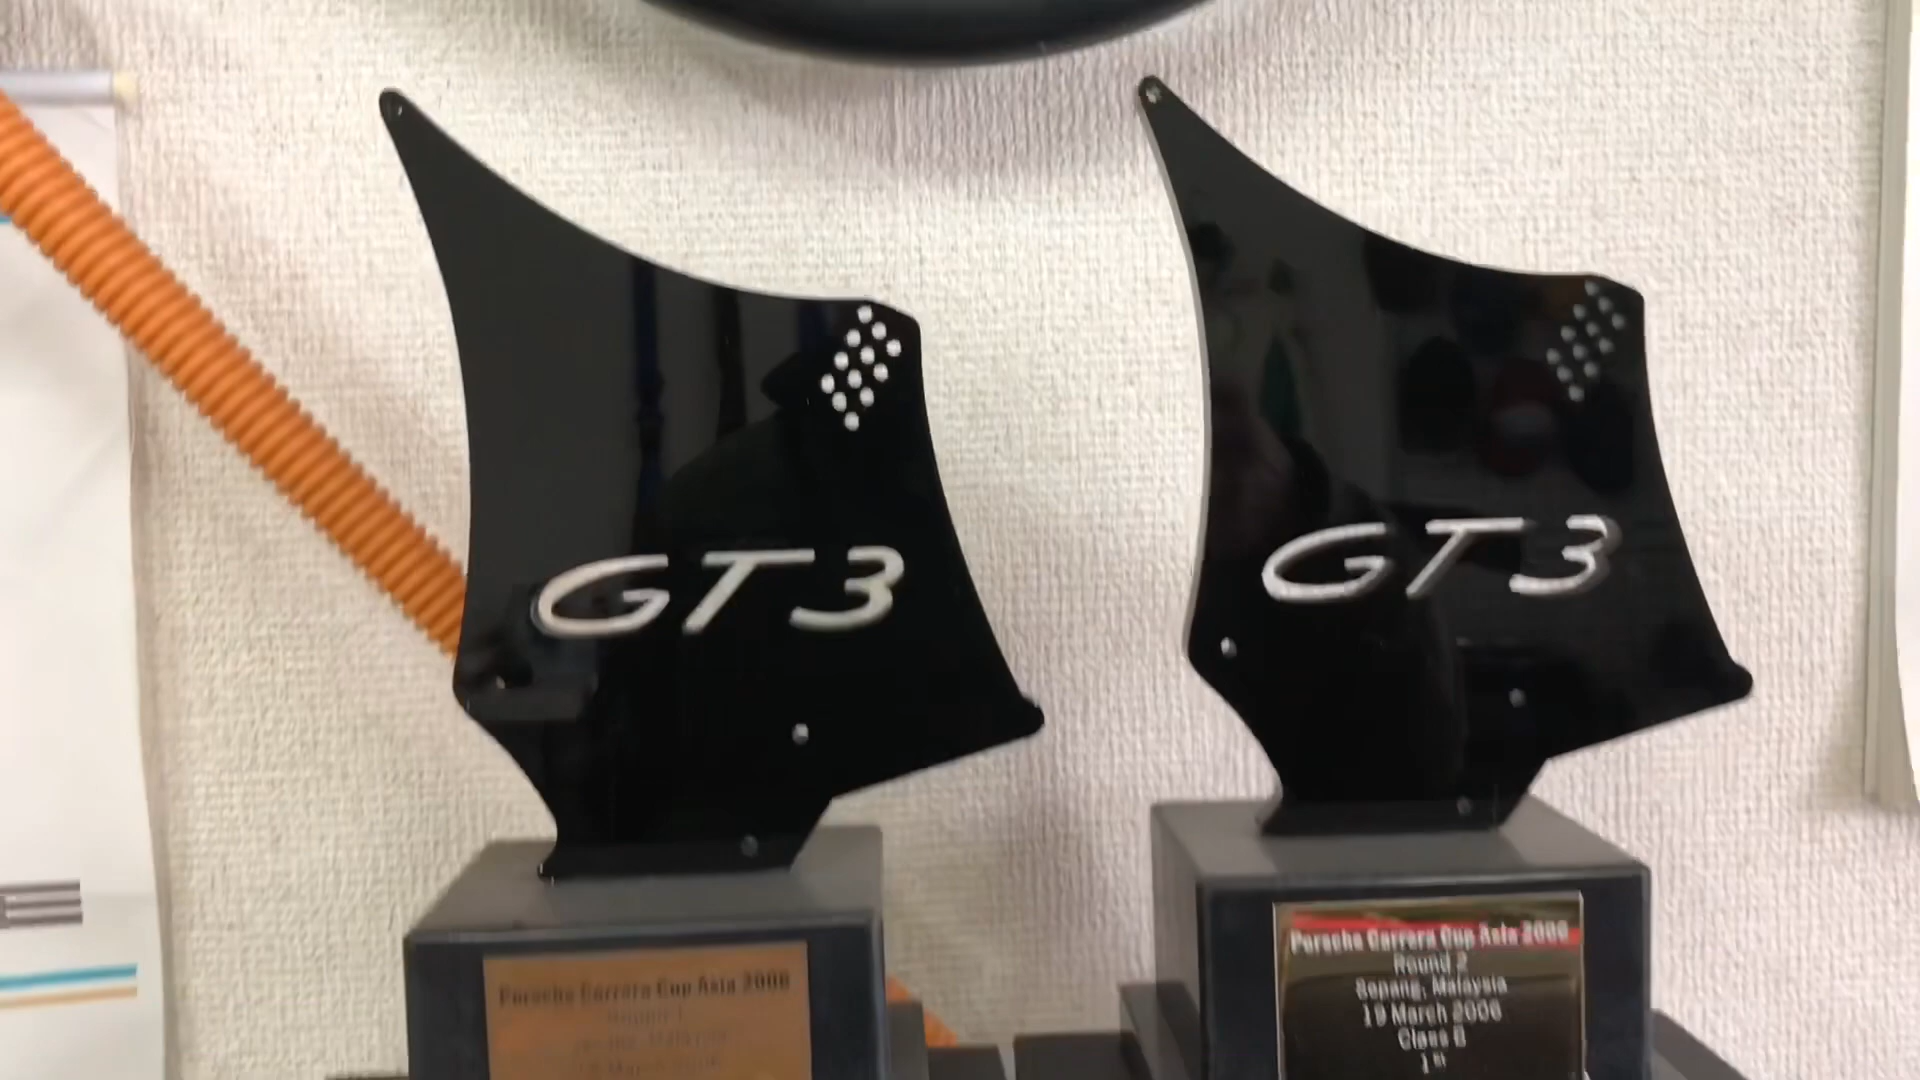 GT3
GT3
Porsche Carrera Cup Asia 2006
Porsche Carrera Cup Asia 2006
Round 2
Sepang, Malaysia
19 March 2006
Class B
1st